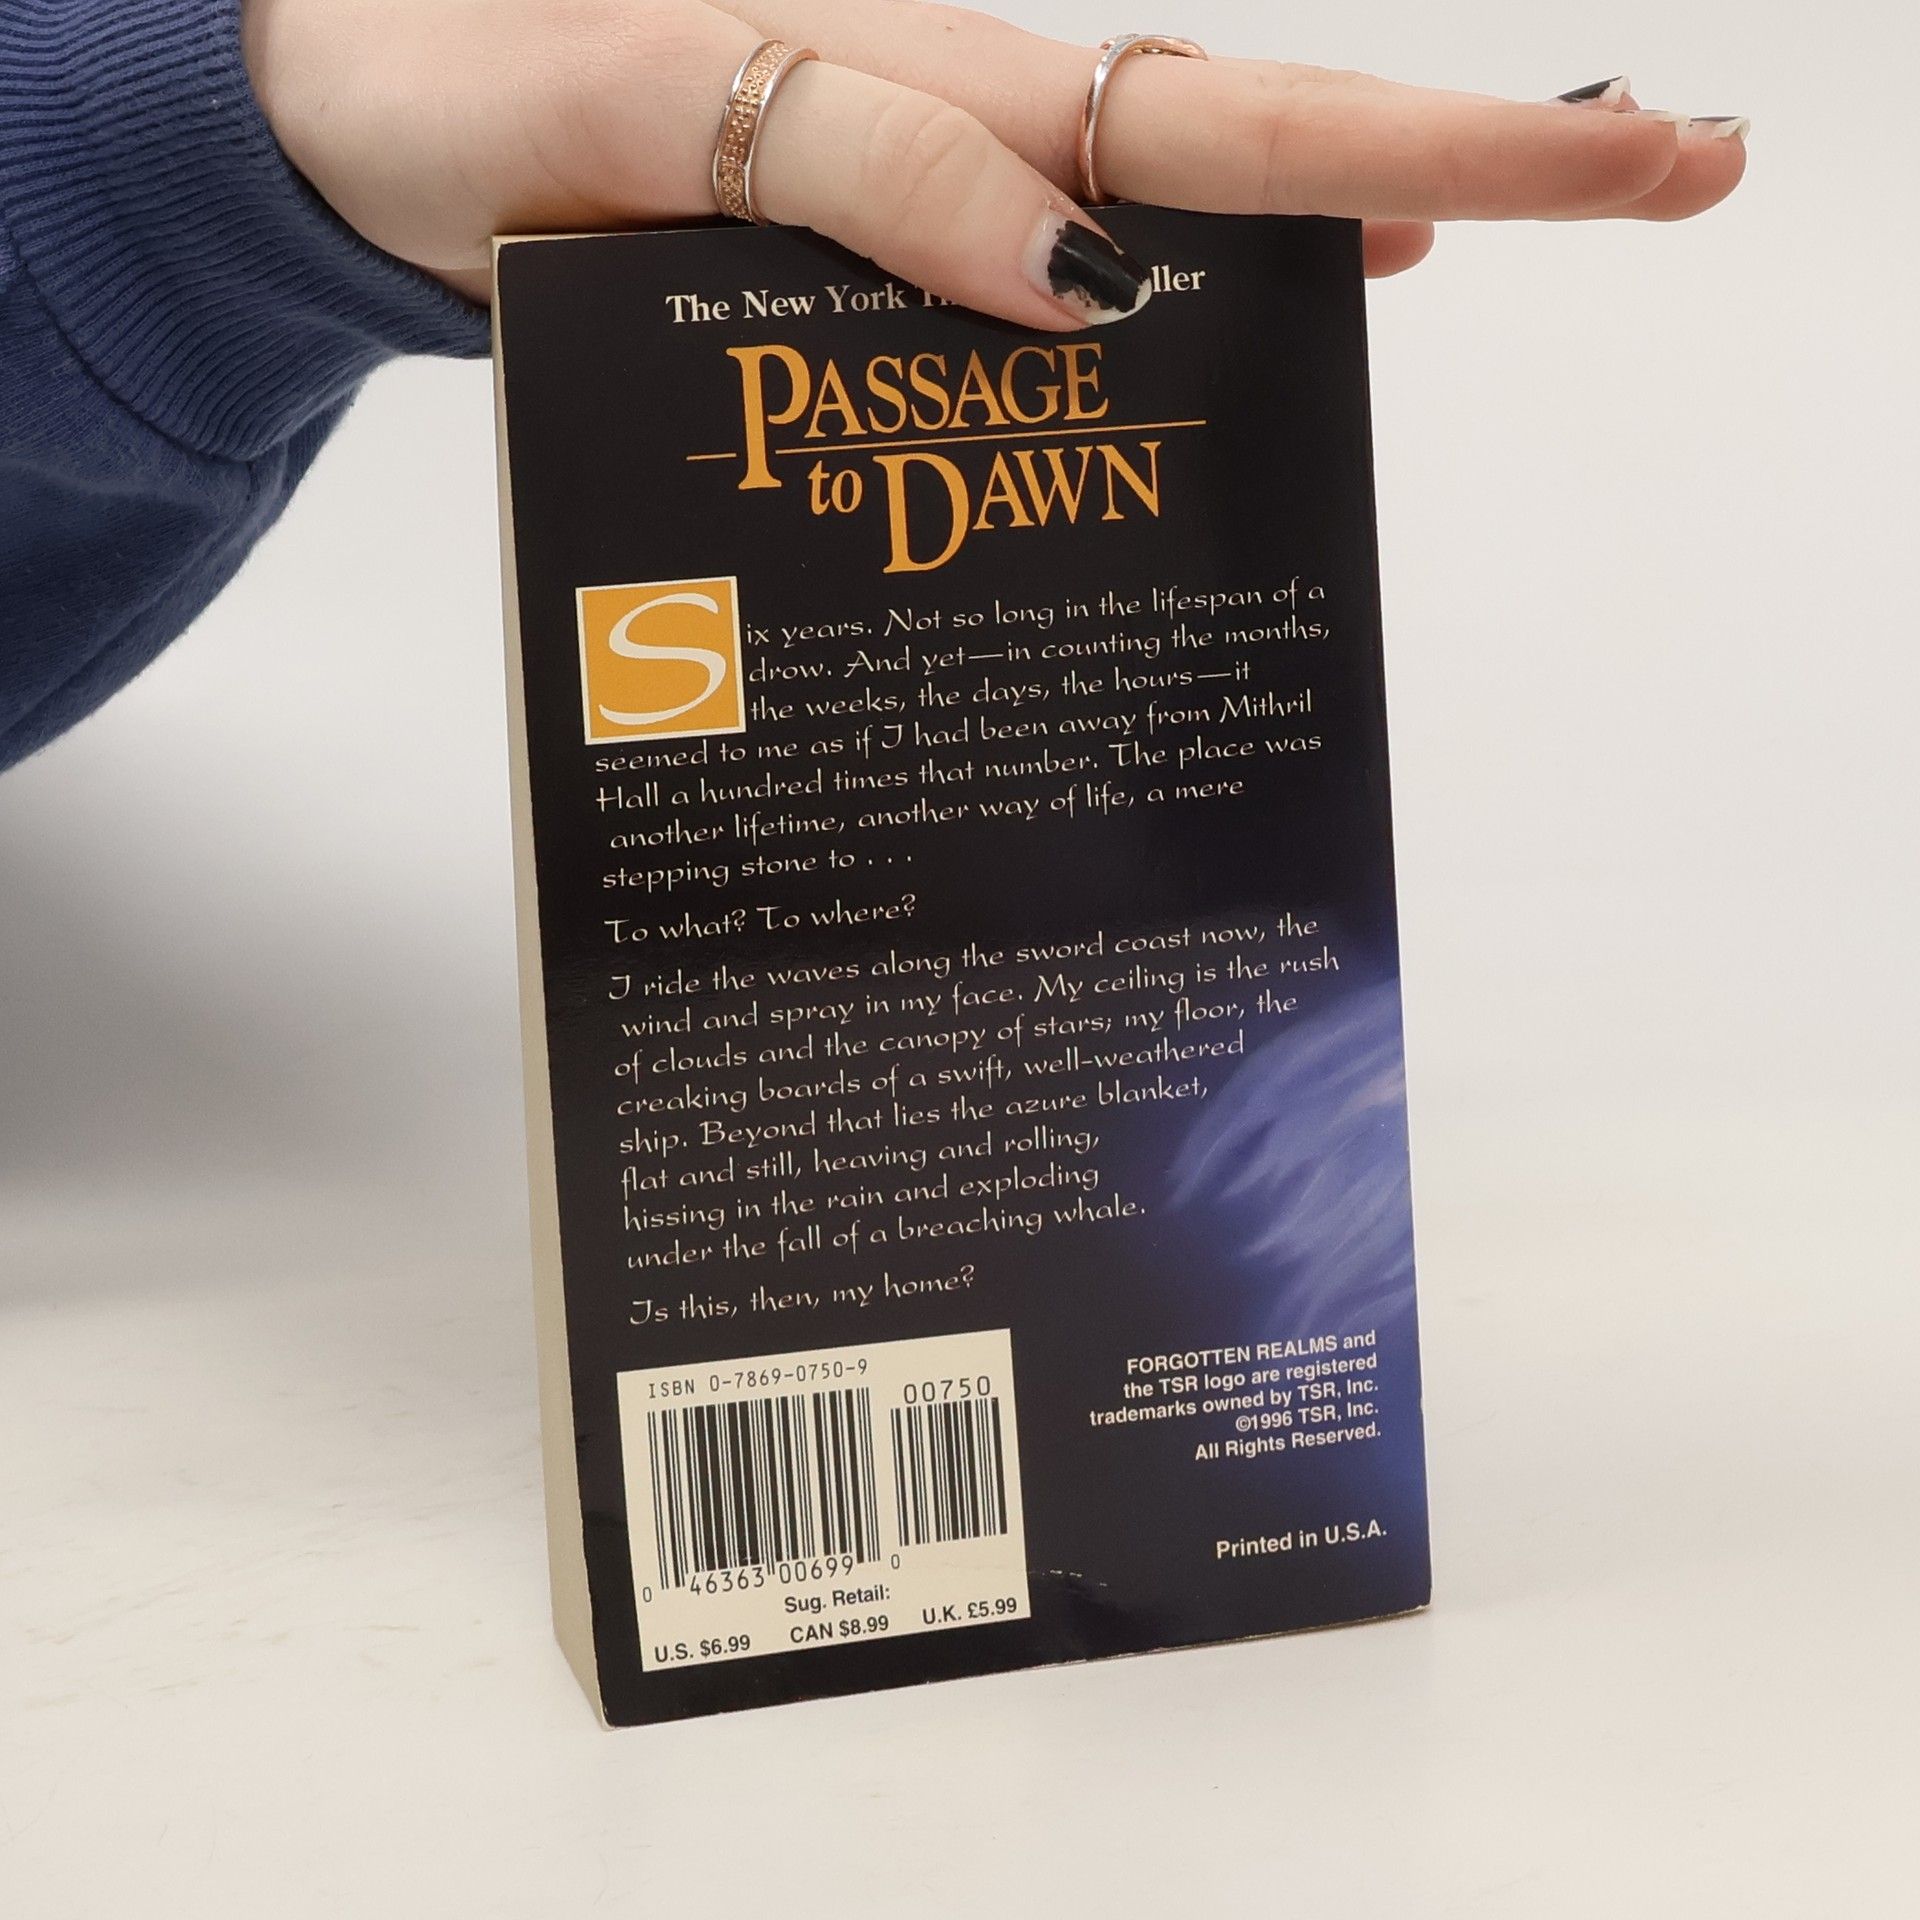 The New York ller
PASSAGE
to DAWN
Six years. Not so long in the lifespan of a
drow. And yet—in counting the months,
the weeks, the days, the hours—it
seemed to me as if I had been away from Mithril
Hall a hundred times that number. The place was
another lifetime, another way of life, a mere
stepping stone to . . .
To what? To where?
I ride the waves along the sword coast now, the
wind and spray in my face. My ceiling is the rush
of clouds and the canopy of stars; my floor, the
creaking boards of a swift, well-weathered
ship. Beyond that lies the azure blanket,
flat and still, heaving and rolling,
hissing in the rain and exploding
under the fall of a breaching whale.
Is this, then, my home?
ISBN 0-7869-0750-9
00750
0 46363 00699 0
Sug. Retail:
U.S. $6.99 CAN $8.99 U.K. £5.99
FORGOTTEN REALMS and
the TSR logo are registered
trademarks owned by TSR, Inc.
©1996 TSR, Inc.
All Rights Reserved.
Printed in U.S.A.